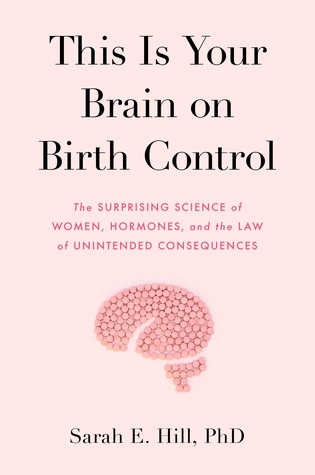 This Is Your
Brain on
Birth Control
The SURPRISING SCIENCE of
WOMEN, HORMONES, and the LAW
of UNINTENDED CONSEQUENCES
Sarah E. Hill, PhD